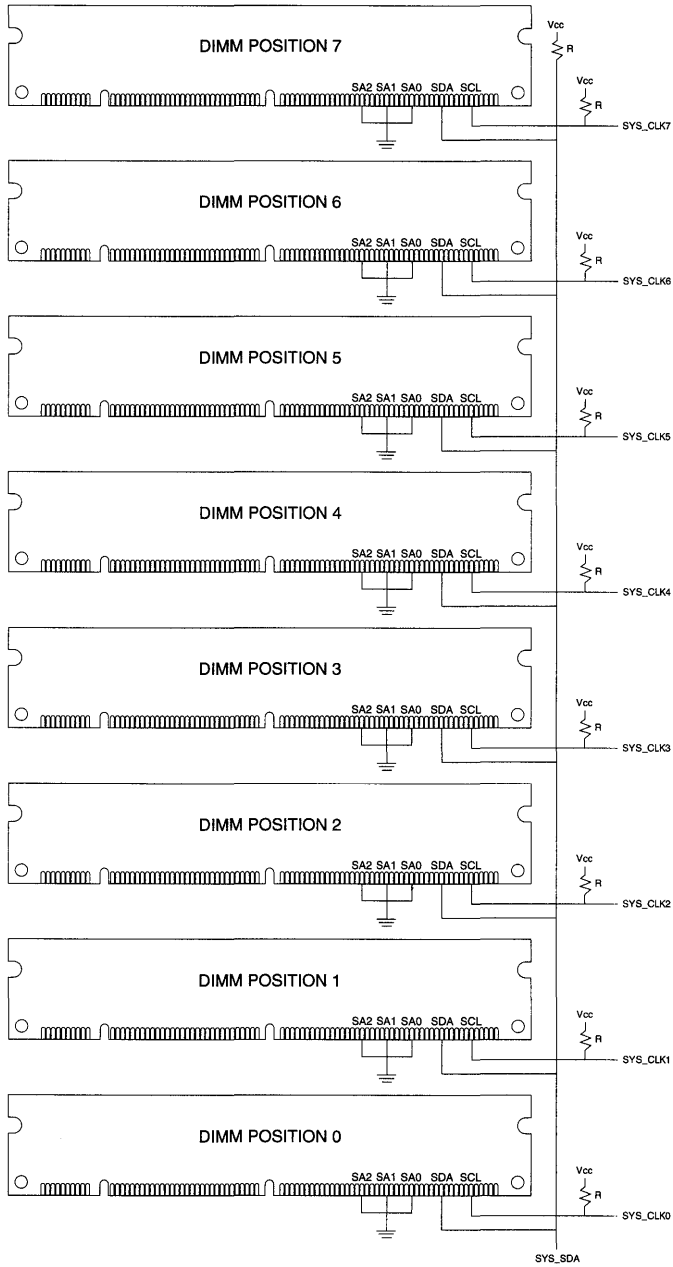 Vcc
R
DIMM POSITION 7
Vcc
R
SA2 SA1 SA0 SDA SCL
SYS_CLK7
DIMM POSITION 6
Vcc
R
SA2 SA1 SA0 SDA SCL
SYS_CLK6
DIMM POSITION 5
Vcc
R
SA2 SA1 SA0 SDA SCL
SYS_CLK5
DIMM POSITION 4
Vcc
R
SA2 SA1 SA0 SDA SCL
SYS_CLK4
DIMM POSITION 3
Vcc
R
SA2 SA1 SA0 SDA SCL
SYS_CLK3
DIMM POSITION 2
Vcc
R
SA2 SA1 SA0 SDA SCL
SYS_CLK2
DIMM POSITION 1
Vcc
R
SA2 SA1 SA0 SDA SCL
SYS_CLK1
DIMM POSITION 0
Vcc
R
SA2 SA1 SA0 SDA SCL
SYS_CLK0
SYS_SDA